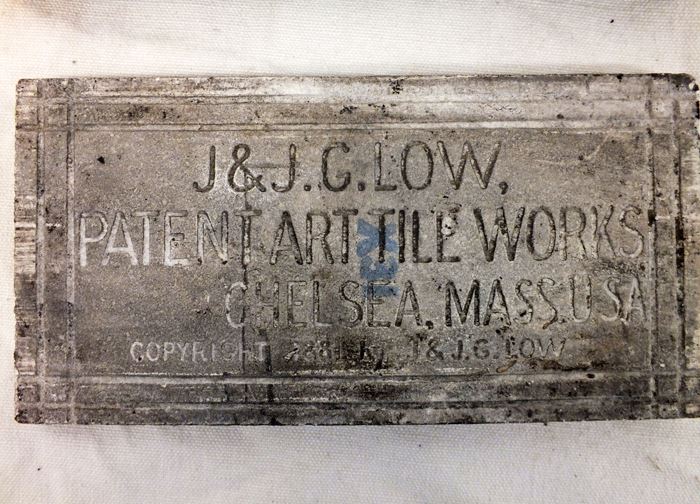 J & J. G. LOW,
PATENT ART TILE WORKS
CHELSEA, MASS. U S A
COPYRIGHT J & J. G. LOW